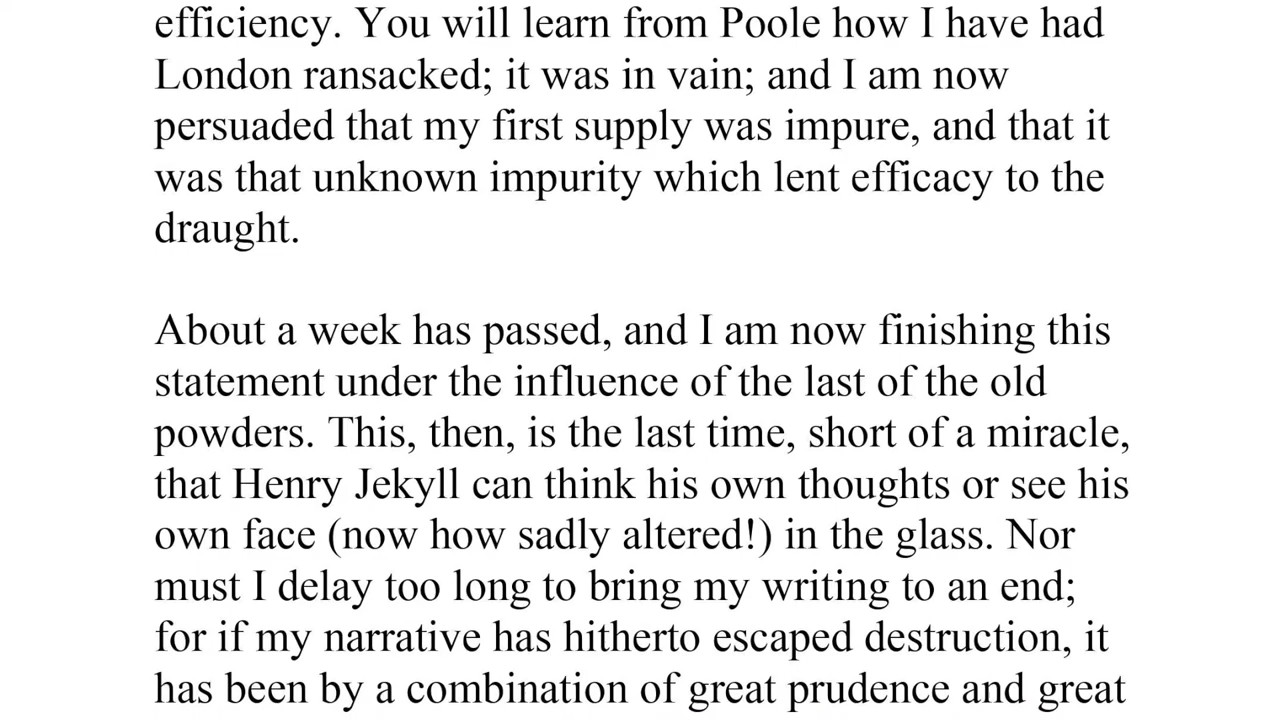 efficiency. You will learn from Poole how I have had
London ransacked; it was in vain; and I am now
persuaded that my first supply was impure, and that it
was that unknown impurity which lent efficacy to the
draught.
About a week has passed, and I am now finishing this
statement under the influence of the last of the old
powders. This, then, is the last time, short of a miracle,
that Henry Jekyll can think his own thoughts or see his
own face (now how sadly altered!) in the glass. Nor
must I delay too long to bring my writing to an end;
for if my narrative has hitherto escaped destruction, it
has been by a combination of great prudence and great